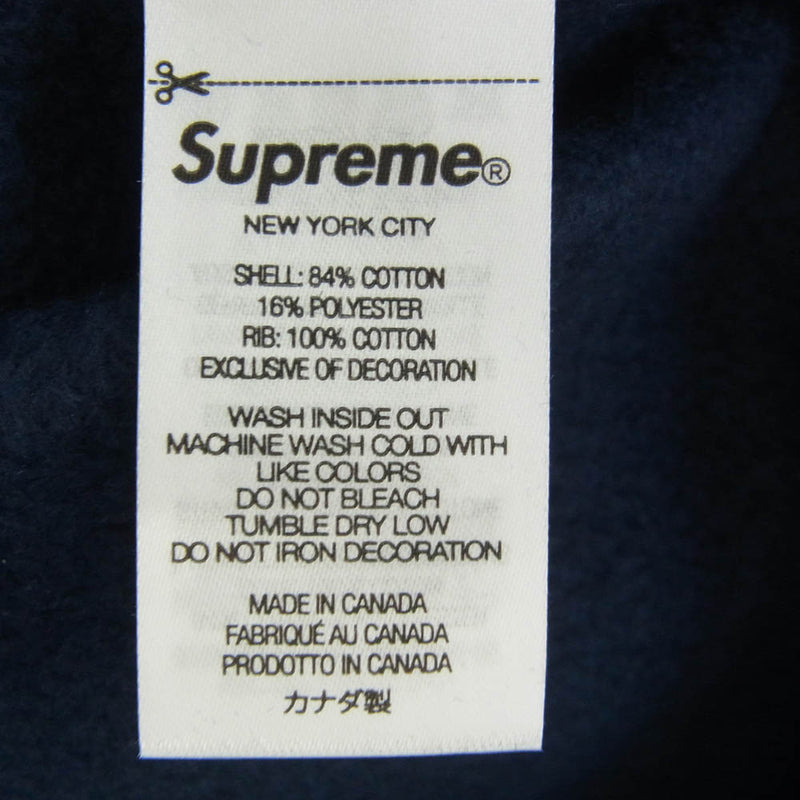 Supreme®
NEW YORK CITY
SHELL: 84% COTTON
16% POLYESTER
RIB: 100% COTTON
EXCLUSIVE OF DECORATION
WASH INSIDE OUT
MACHINE WASH COLD WITH
LIKE COLORS
DO NOT BLEACH
TUMBLE DRY LOW
DO NOT IRON DECORATION
MADE IN CANADA
FABRIQUÉ AU CANADA
PRODOTTO IN CANADA
カナダ製